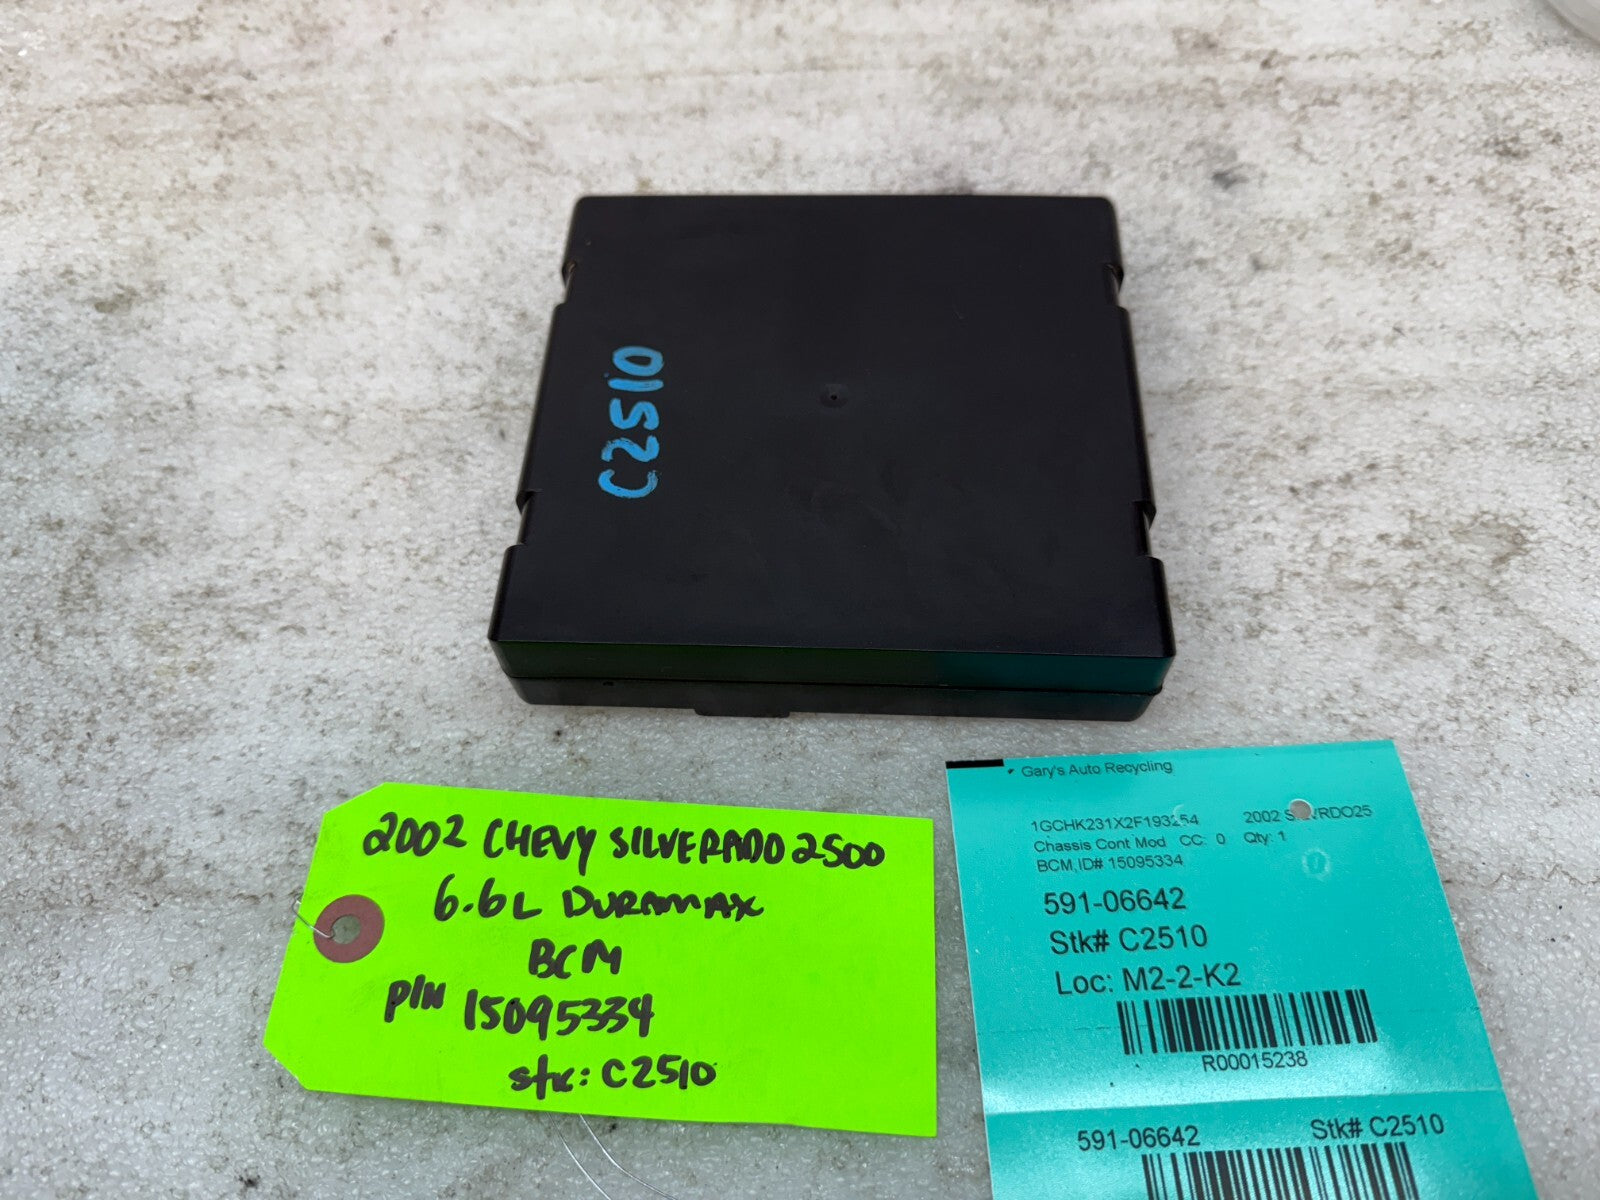 C2510
2002 CHEVY SILVERADO 2500
6.6L DURAMAX
BCM
P/N 15095334
stk: C2510
Gary's Auto Recycling
1GCHK231X2F193254 2002
Chassis Cont Mod CC: 0 Qty: 1
BCM,ID# 15095334
591-06642
Stk# C2510
Loc: M2-2-K2
R00015238
591-06642 Stk# C2510